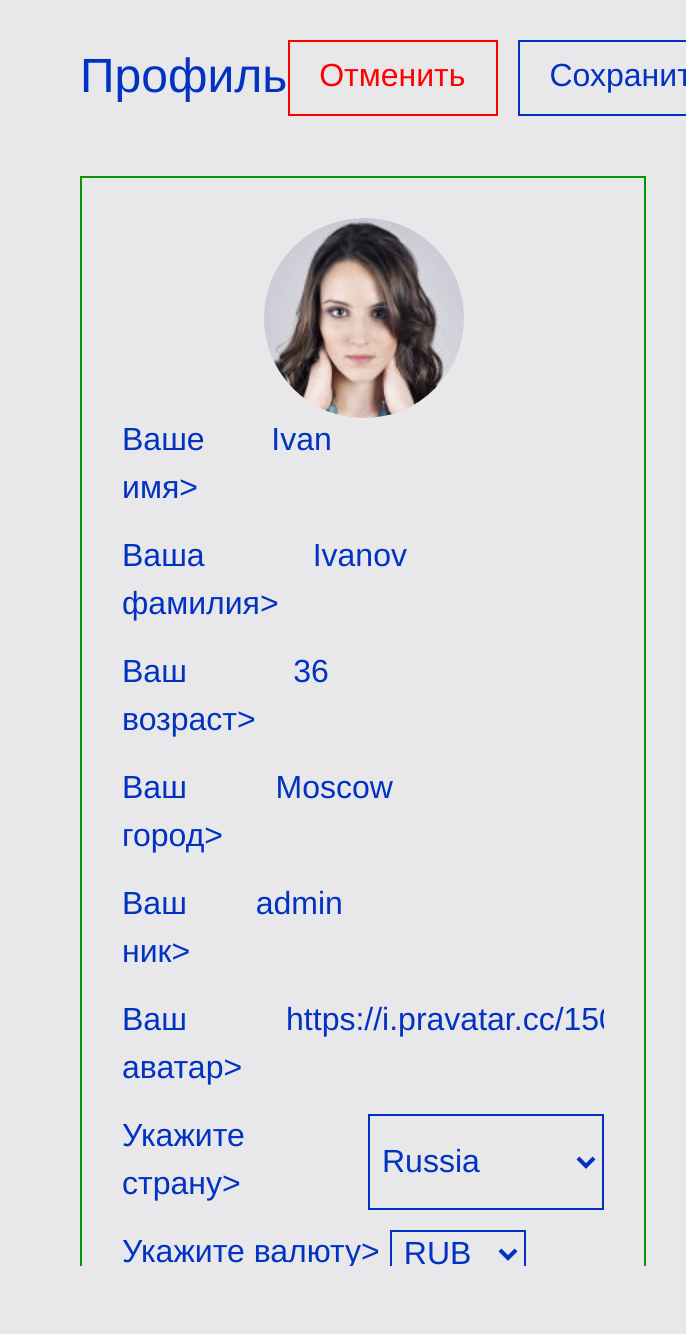 Профиль Отменить Сохранит
Ваше Ivan
имя>
Ваша Ivanov
фамилия>
Ваш 36
возраст>
Ваш Moscow
город>
Ваш admin
ник>
Ваш https://i.pravatar.cc/150
аватар>
Укажите
страну> Russia
Укажите валюту> RUB